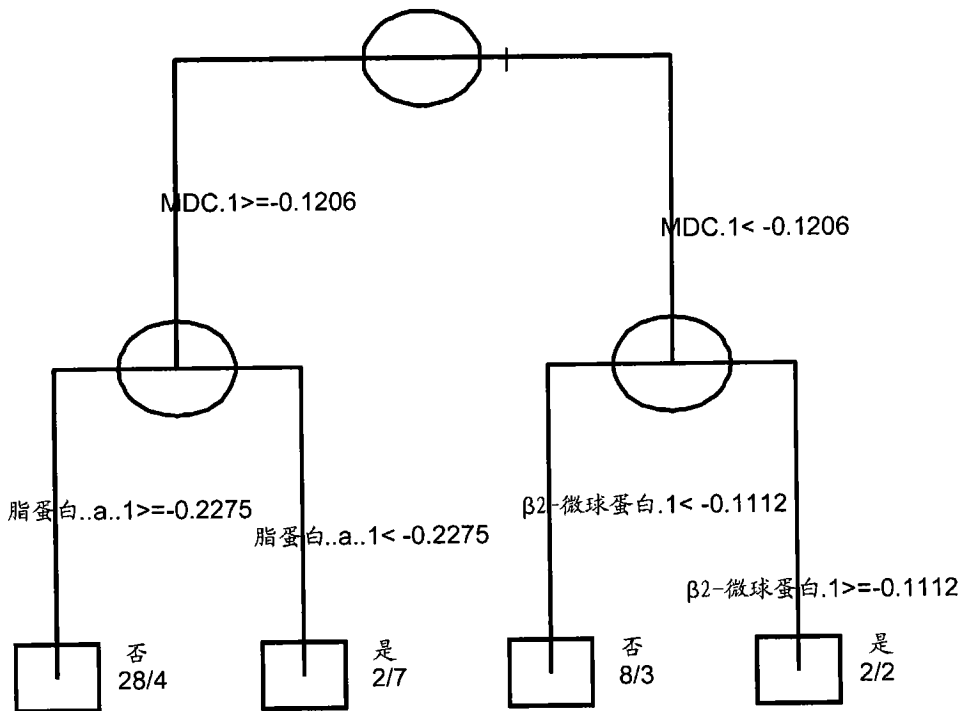 MDC.1>=-0.1206
MDC.1< -0.1206
脂蛋白..a..1>=-0.2275
脂蛋白..a..1< -0.2275
β2-微球蛋白.1< -0.1112
β2-微球蛋白.1>=-0.1112
否
28/4
是
2/7
否
8/3
是
2/2